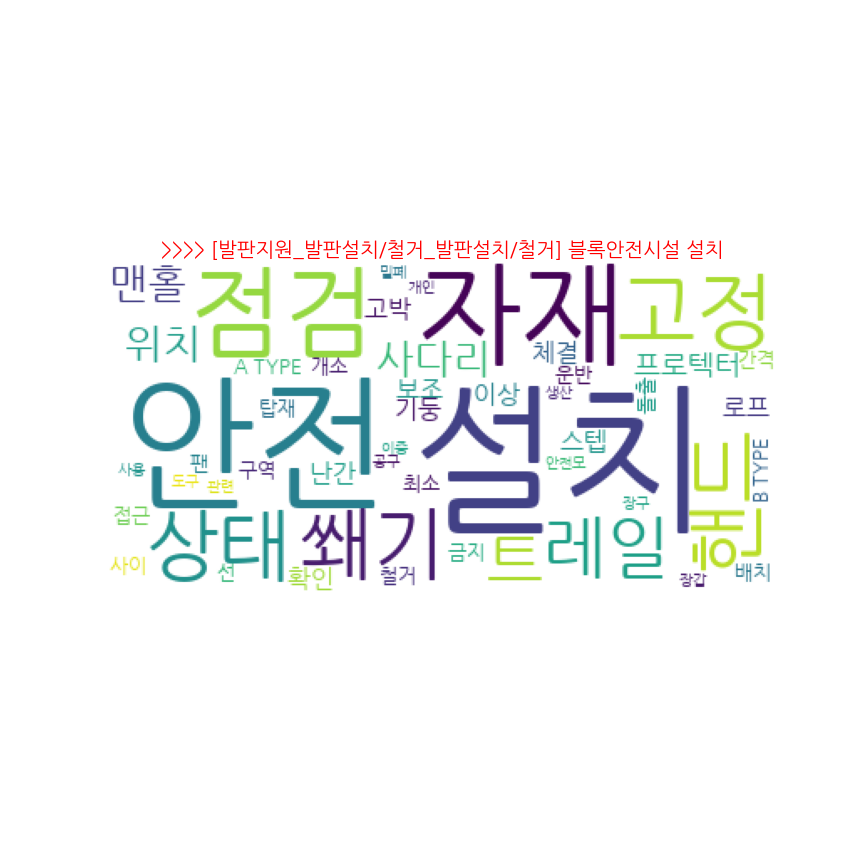 >>>> [발판지원_발판설치/철거_발판설치/철거] 블록안전시설 설치
맨홀
점검
밀폐
개인
고박
자재
고정
위치
A TYPE
개소
사다리
체결
운반
프로텍터
간격
안전
탑재
보조
기둥
이상
생산
설치
돌출
로프
스텝
사용
팬
구역
난간
이중
공구
최소
안전모
도구
관련
핸드
B TYPE
접근
상태
쐐기
장구
금지
트
레일
사이
선
확인
철거
장갑
배치